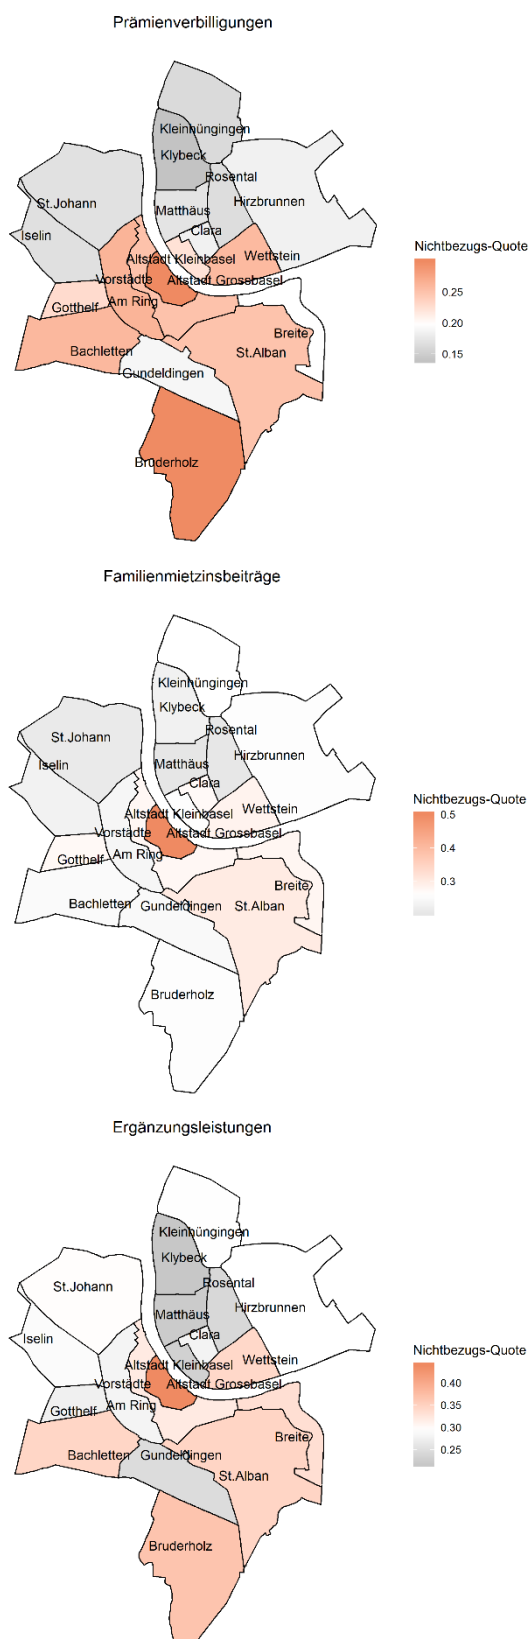 Prämienverbilligungen
Kleinhüngingen
Klybeck
Rosental
St.Johann
Hirzbrunnen
Matthäus
Clara
Iselin
Wettstein
Altstadt Kleinbasel
Vorstädte
Altstadt Grossbasel
Gotthelf
Am Ring
Breite
Bachletten
St.Alban
Gundeldingen
Bruderholz
Nichtbezugs-Quote
0.25
0.20
0.15
Familienmietzinsbeiträge
Kleinhüngingen
Klybeck
Rosental
St.Johann
Hirzbrunnen
Iselin
Matthäus
Clara
Wettstein
Altstadt Kleinbasel
Vorstädte
Altstadt Grossbasel
Gotthelf
Am Ring
Breite
Bachletten
Gundeldingen
St.Alban
Bruderholz
Nichtbezugs-Quote
0.5
0.4
0.3
Ergänzungsleistungen
Kleinhüngingen
Klybeck
Rosental
St.Johann
Hirzbrunnen
Matthäus
Clara
Iselin
Wettstein
Altstadt Kleinbasel
Vorstädte
Altstadt Grossbasel
Gotthelf
Am Ring
Breite
Bachletten
Gundeldingen
St.Alban
Bruderholz
Nichtbezugs-Quote
0.40
0.35
0.30
0.25